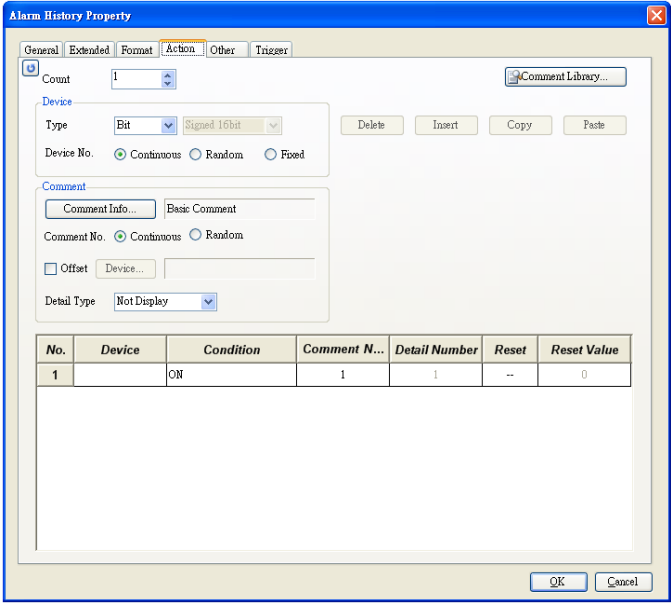 Alarm History Property
General Extended Format Action Other Trigger
Count 1 Comment Library...
Device
Type Bit Signed 16bit Delete Insert Copy Paste
Device No. Continuous Random Fixed
Comment
Comment Info... Basic Comment
Comment No. Continuous Random
Offset Device...
Detail Type Not Display
No. Device Condition Comment N... Detail Number Reset Reset Value
1 ON 1 1 -- 0
OK Cancel